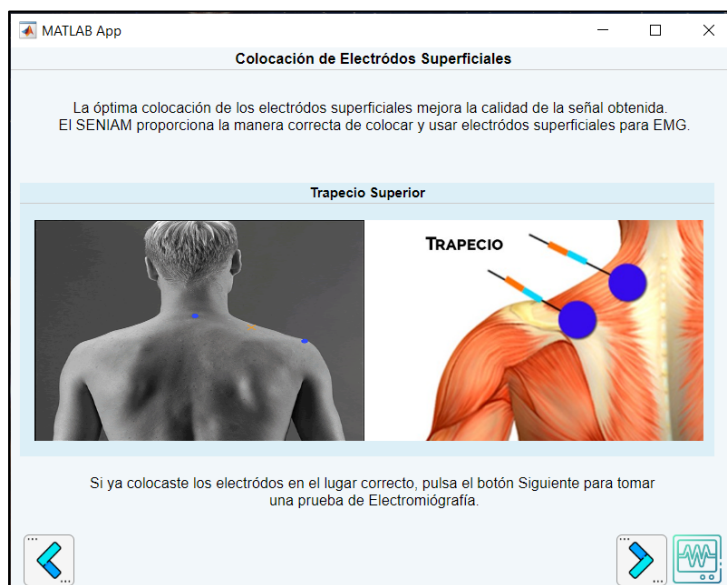 MATLAB App
Colocación de Electródos Superficiales
La óptima colocación de los electródos superficiales mejora la calidad de la señal obtenida.
El SENIAM proporciona la manera correcta de colocar y usar electródos superficiales para EMG.
Trapecio Superior
TRAPECIO
Si ya colocaste los electródos en el lugar correcto, pulsa el botón Siguiente para tomar
una prueba de Electromiógrafía.